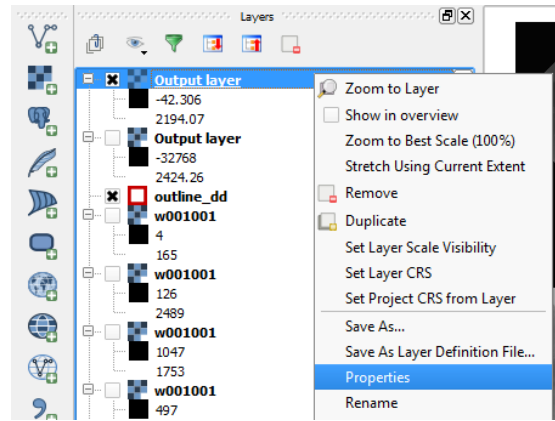 Layers
Output layer
-42.306
2194.07
Output layer
-32768
2424.26
outline_dd
w001001
4
165
w001001
126
2489
w001001
1047
1753
w001001
497
Zoom to Layer
Show in overview
Zoom to Best Scale (100%)
Stretch Using Current Extent
Remove
Duplicate
Set Layer Scale Visibility
Set Layer CRS
Set Project CRS from Layer
Save As...
Save As Layer Definition File...
Properties
Rename